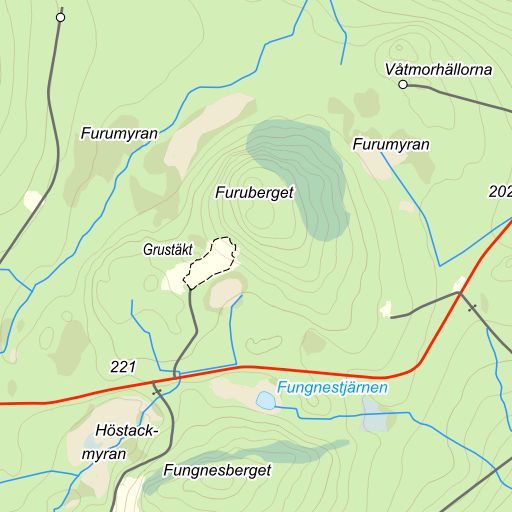 Våtmorhällorna
Furumyran
Furumyran
Furuberget
202
Grustäkt
221
Fungnestjärnen
Höstack-
myran
Fungnesberget